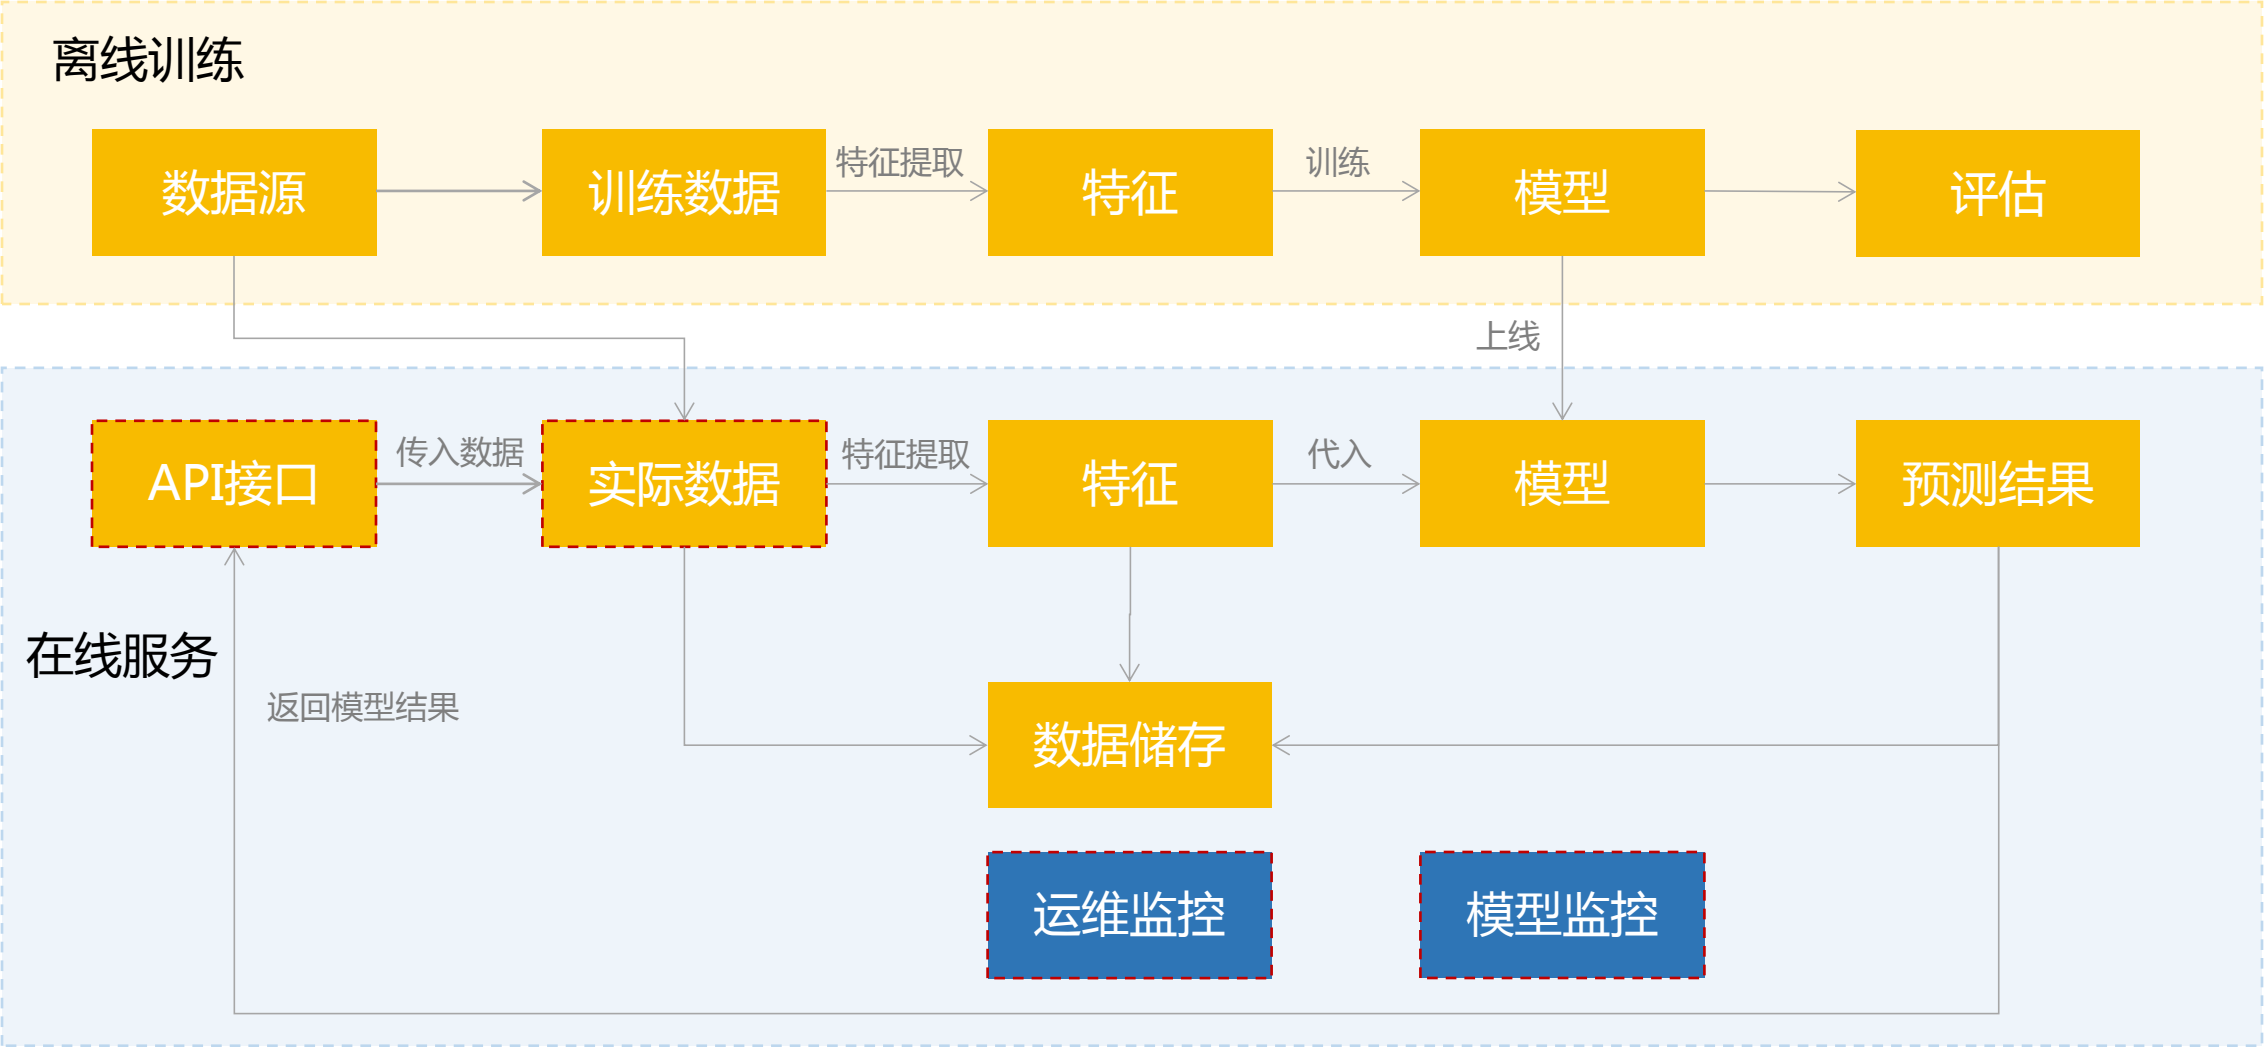 离线训练
数据源
训练数据
特征提取
特征
训练
模型
评估
上线
API接口
传入数据
实际数据
特征提取
特征
代入
模型
预测结果
在线服务
返回模型结果
数据储存
运维监控
模型监控